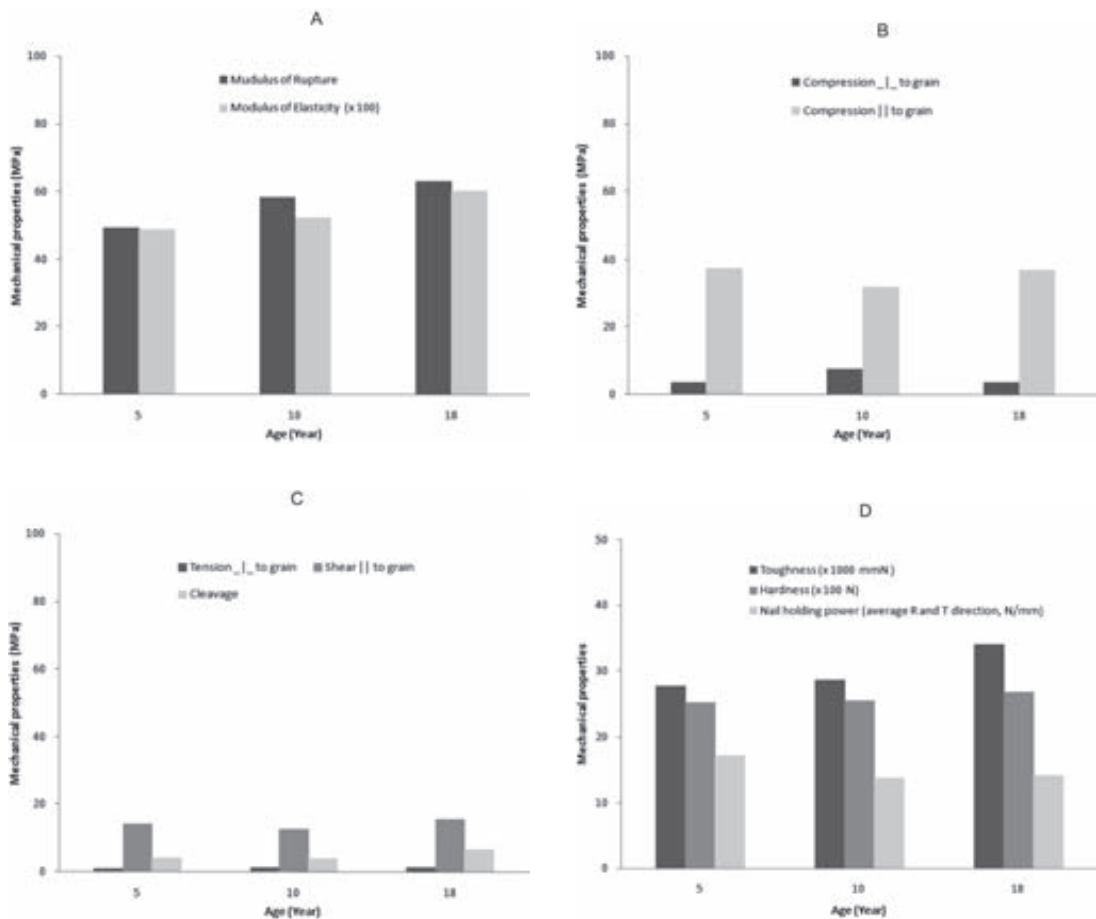 A
100
80
60
40
20
0
Mechanical properties (MPa)
Mudulus of Rupture
Modulus of Elasticity (x 100)
5 10 18
Age (Year)
B
100
80
60
40
20
0
Mechanical properties (MPa)
Compression _|_ to grain
Compression || to grain
5 10 18
Age (Year)
C
100
80
60
40
20
0
Mechanical properties (MPa)
Tension _|_ to grain Shear || to grain
Cleavage
5 10 18
Age (Year)
D
50
40
30
20
10
0
Mechanical properties
Toughness (x 1000 mmN)
Hardness (x 100 N)
Nail holding power (average R and T direction, N/mm)
5 10 18
Age (Year)